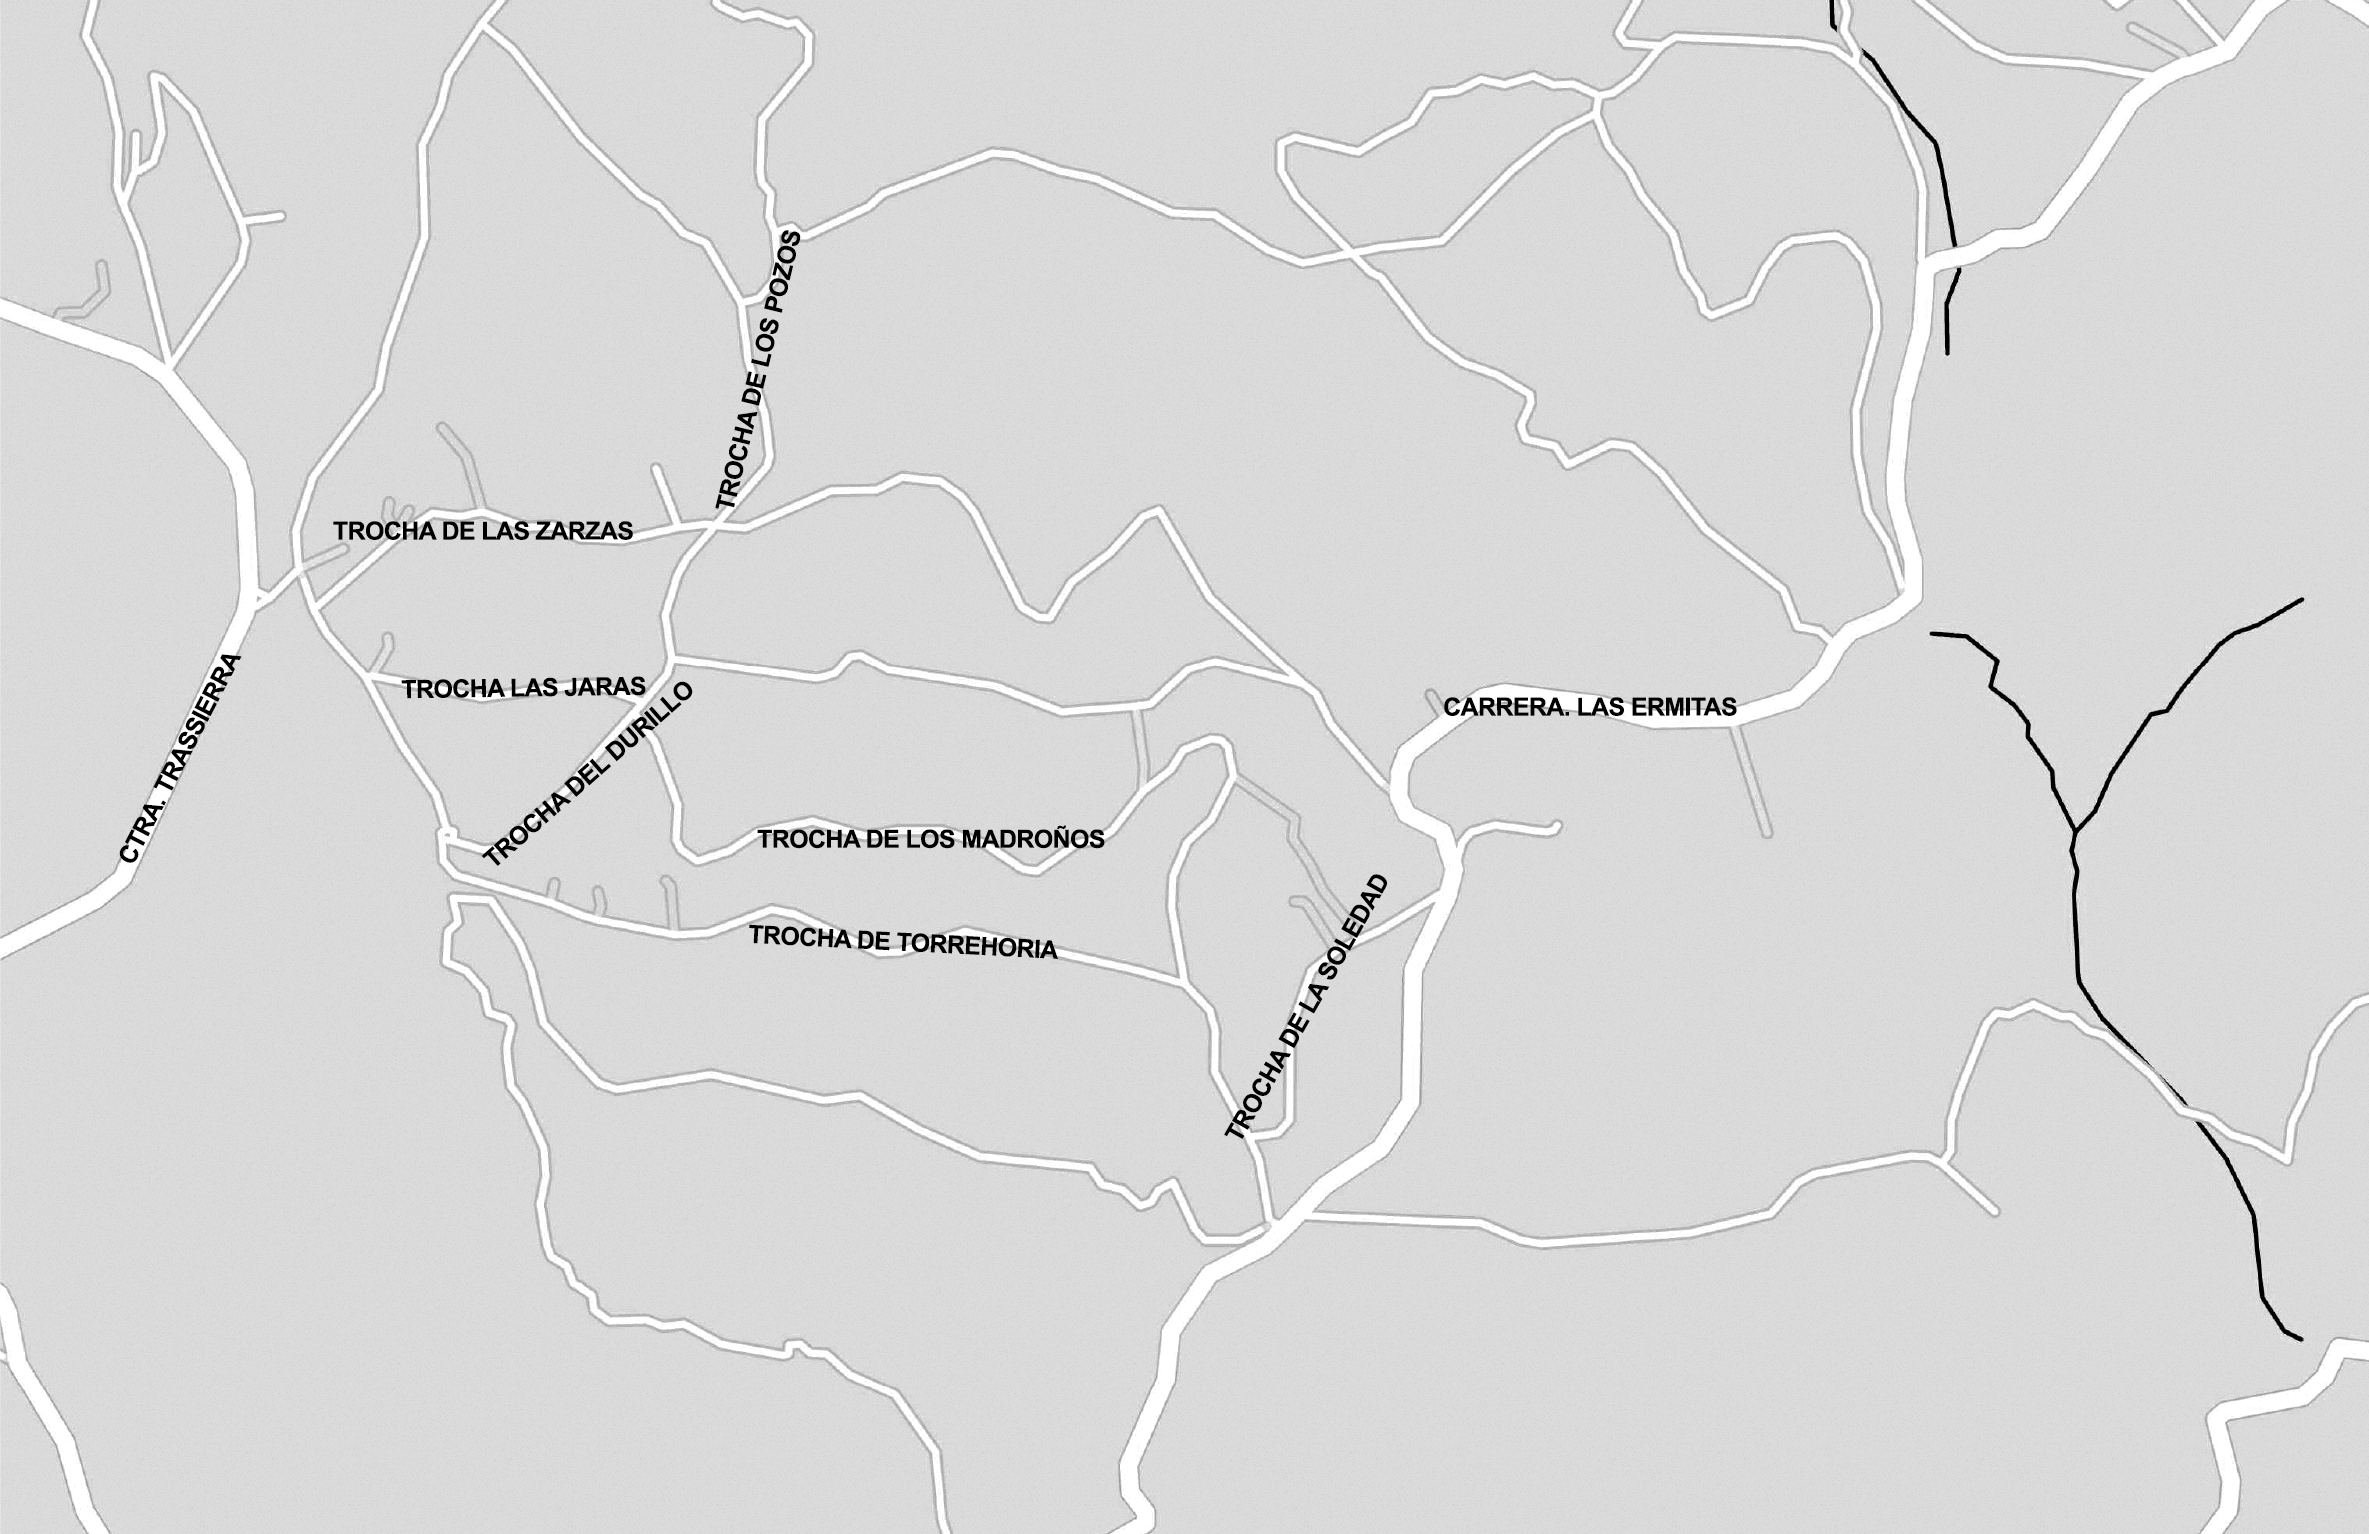 TROCHA DE LOS POZOS
TROCHA DE LAS ZARZAS
TROCHA LAS JARAS
CTRA. TRASSIERRA
TROCHA DEL DURILLO
CARRERA. LAS ERMITAS
TROCHA DE LOS MADROÑOS
TROCHA DE TORREHORIA
TROCHA DE LA SOLEDAD